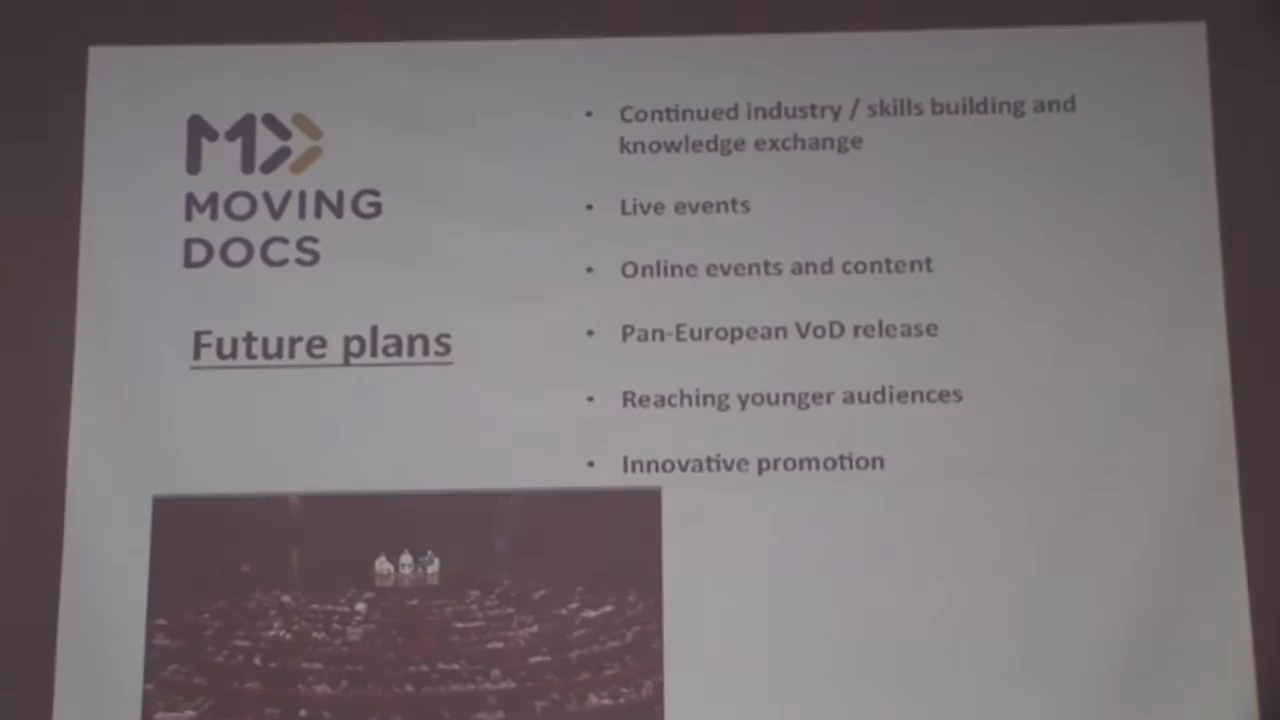 MOVING
DOCS
Future plans
• Continued industry / skills building and
knowledge exchange
• Live events
• Online events and content
• Pan-European VoD release
• Reaching younger audiences
• Innovative promotion